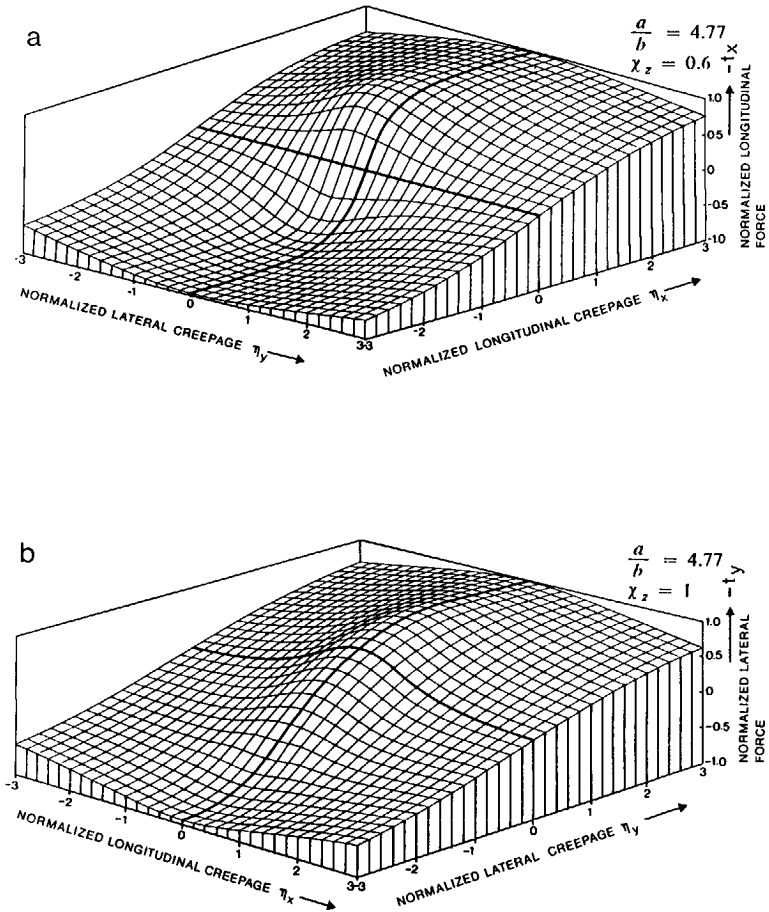 a
a/b = 4.77
χz = 0.6
-tx
1.0
0.5
0
-0.5
-10
NORMALIZED LONGITUDINAL
FORCE
-3
-2
-1
0
1
2
3
-3
-2
-1
0
1
2
3
NORMALIZED LATERAL CREEPAGE ηy
NORMALIZED LONGITUDINAL CREEPAGE ηx
b
a/b = 4.77
χz = 1
-ty
1.0
0.5
0
-0.5
-1.0
NORMALIZED LATERAL
FORCE
-3
-2
-1
0
1
2
3
-3
-2
-1
0
1
2
3
NORMALIZED LONGITUDINAL CREEPAGE ηx
NORMALIZED LATERAL CREEPAGE ηy